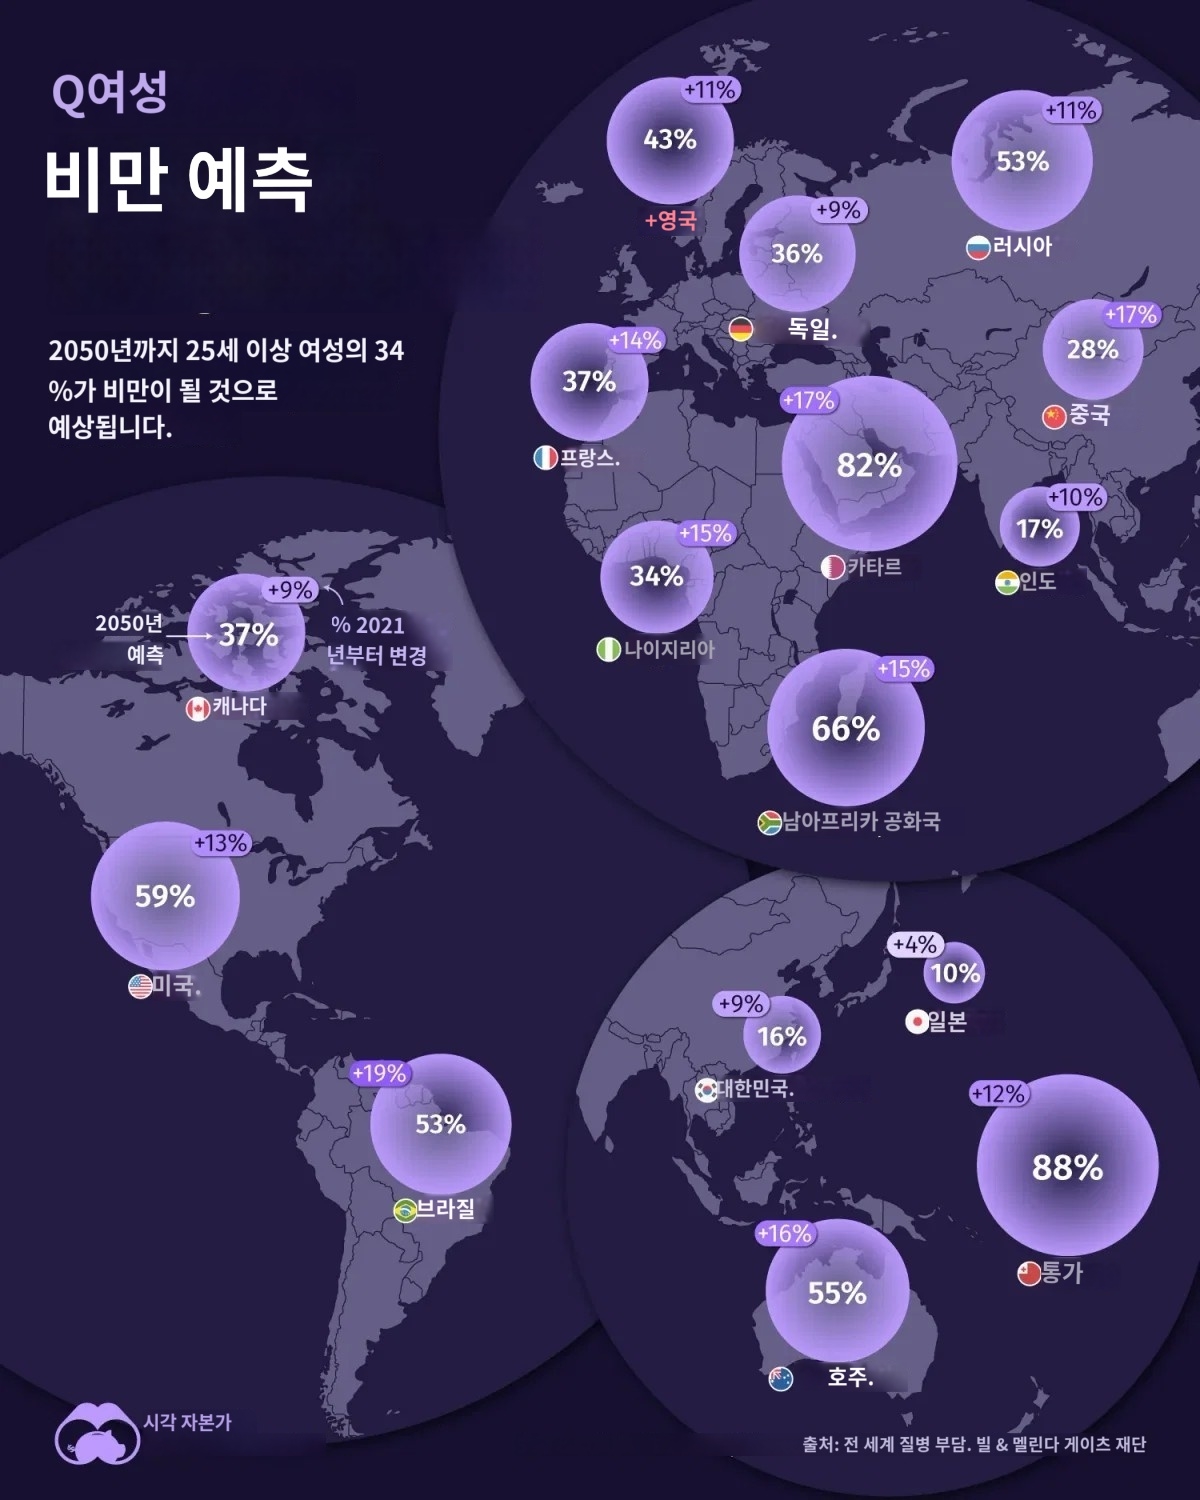 Q여성
비만 예측
2050년까지 25세 이상 여성의 34
%가 비만이 될 것으로
예상됩니다.
+11%
43%
+영국
+11%
53%
러시아
+9%
36%
독일.
+17%
28%
중국
+14%
37%
프랑스.
+17%
82%
카타르
+10%
17%
인도
+15%
34%
나이지리아
+15%
66%
남아프리카 공화국
2050년
예측
+9%
37%
% 2021
년부터 변경
캐나다
+13%
59%
미국.
+19%
53%
브라질
+4%
10%
일본
+9%
16%
대한민국.
+12%
88%
통가
+16%
55%
호주.
시각 자본가
출처: 전 세계 질병 부담. 빌 & 멜린다 게이츠 재단